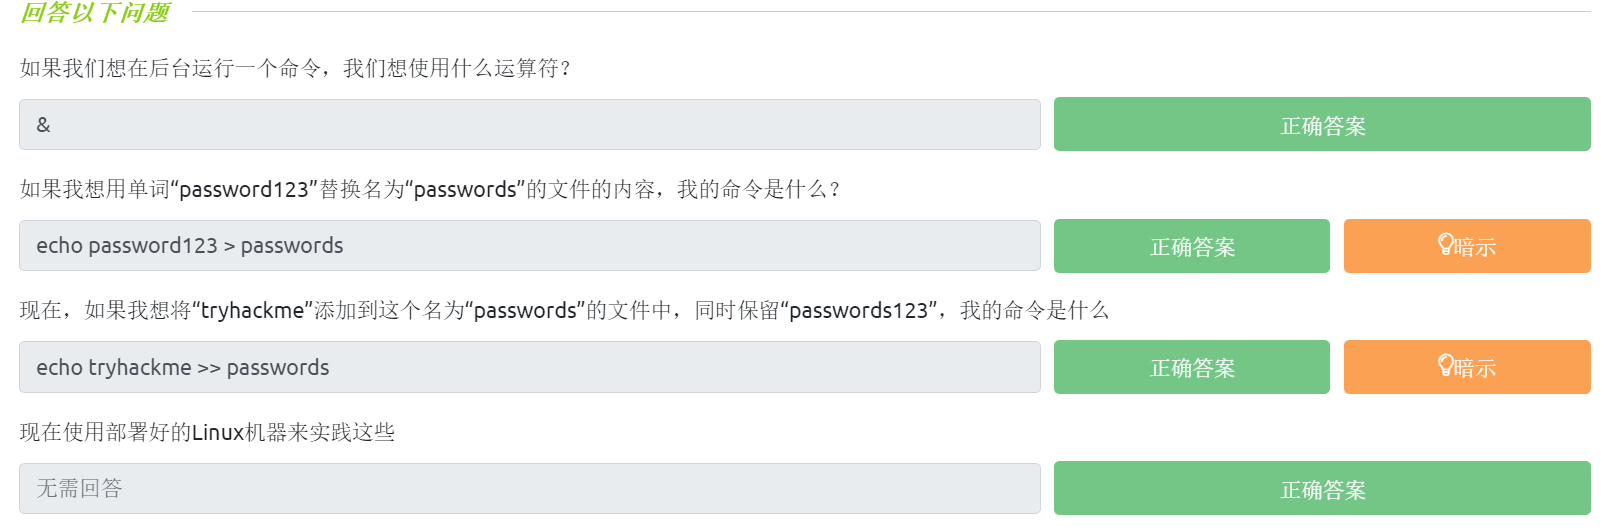 回答以下问题
如果我们想在后台运行一个命令，我们想使用什么运算符？
&
正确答案
如果我想用单词“password123”替换名为“passwords”的文件的内容，我的命令是什么？
echo password123 > passwords
正确答案
暗示
现在，如果我想将“tryhackme”添加到这个名为“passwords”的文件中，同时保留“passwords123”，我的命令是什么
echo tryhackme >> passwords
正确答案
暗示
现在使用部署好的Linux机器来实践这些
无需回答
正确答案